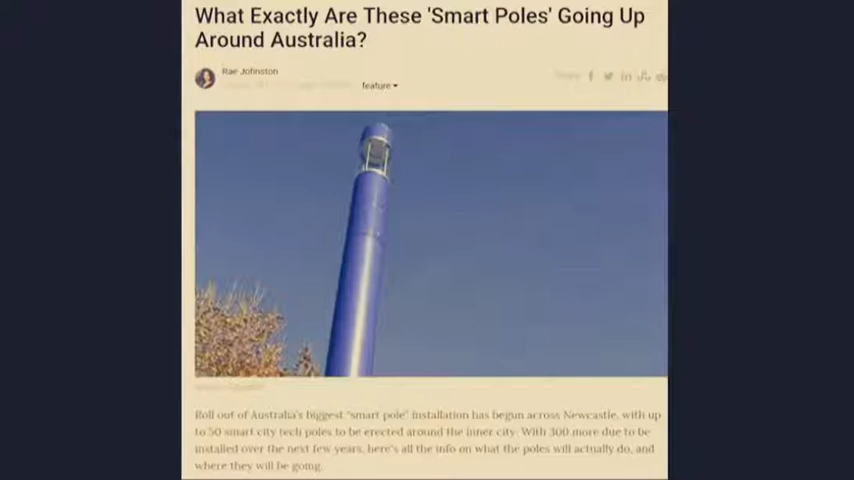 What Exactly Are These 'Smart Poles' Going Up
Around Australia?
Rae Johnston
feature
Share
Roll out of Australia's biggest "smart pole" installation has begun across Newcastle, with up
to 50 smart city tech poles to be erected around the inner city. With 300 more due to be
installed over the next few years, here's all the info on what the poles will actually do, and
where they will be going.